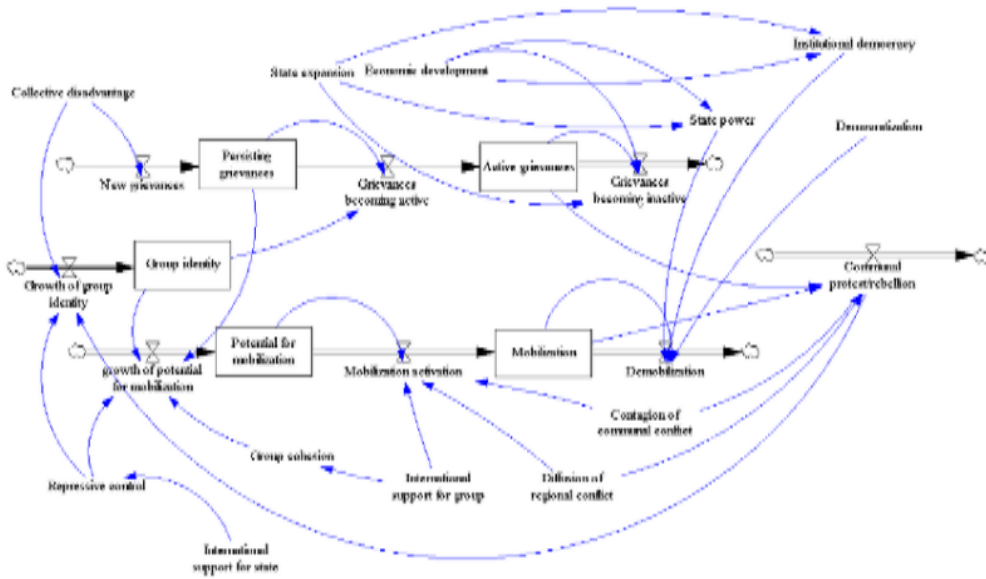 Institutional democracy
State expansion
Economic development
Collective disadvantage
State power
Democratization
Persisting
grievances
Active grievances
New grievances
Grievances
becoming active
Grievances
becoming inactive
Group identity
Growth of group
identity
Communal
protest/rebellion
Potential for
mobilization
Mobilization
growth of potential
for mobilization
Mobilization activation
Demobilization
Contagion of
communal conflict
Group cohesion
International
support for group
Diffusion of
regional conflict
Repressive control
International
support for state